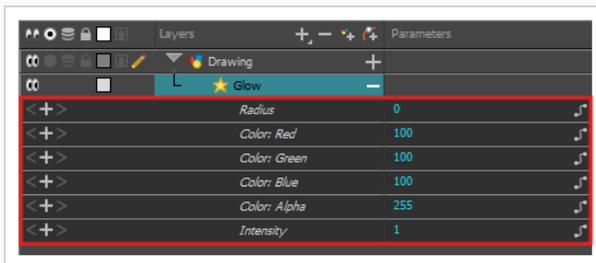 Layers Parameters
Drawing
Glow
Radius 0
Color: Red 100
Color: Green 100
Color: Blue 100
Color: Alpha 255
Intensity 1